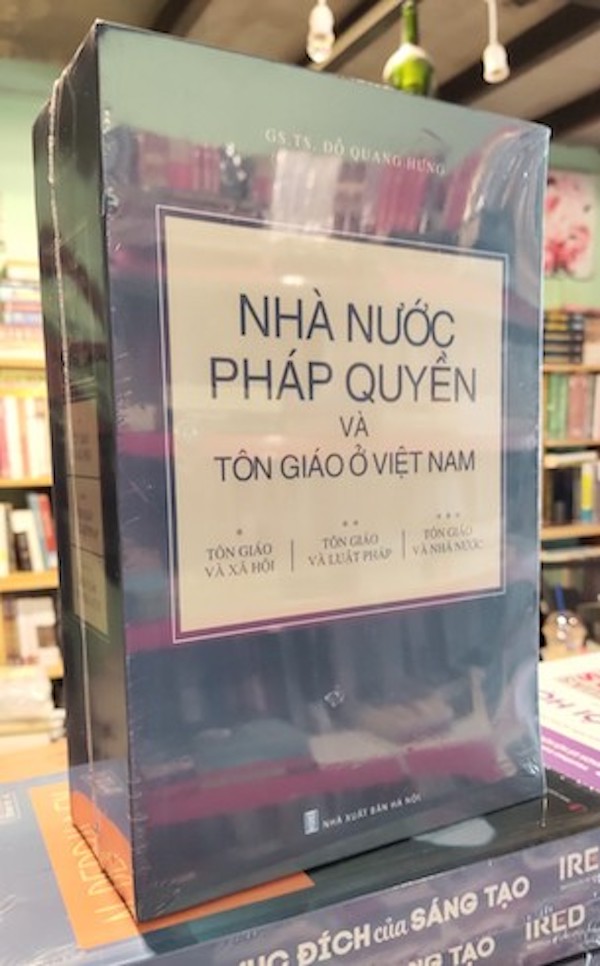 GS.TS. ĐỖ QUANG HƯNG
NHÀ NƯỚC
PHÁP QUYỀN
VÀ
TÔN GIÁO Ở VIỆT NAM
*
TÔN GIÁO
VÀ XÃ HỘI
**
TÔN GIÁO
VÀ LUẬT PHÁP
***
TÔN GIÁO
VÀ NHÀ NƯỚC
NHÀ XUẤT BẢN HÀ NỘI
ĐÍCH của SÁNG TẠO
IRE
TẠO
IRED